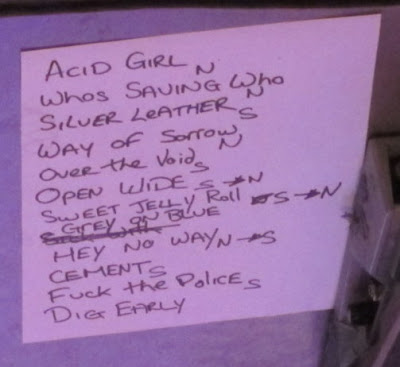 ACID GIRL
WHOS SAVING WHO N
SILVER LEATHER N
WAY OF SORROW S
OVER the Void N
OPEN WIDE S
SWEET JELLY ROLL S→N
GREY ON BLUE S→N
HEY NO WAY N→S
CEMENT
FUCK the POLICE S
DIG EARLY S